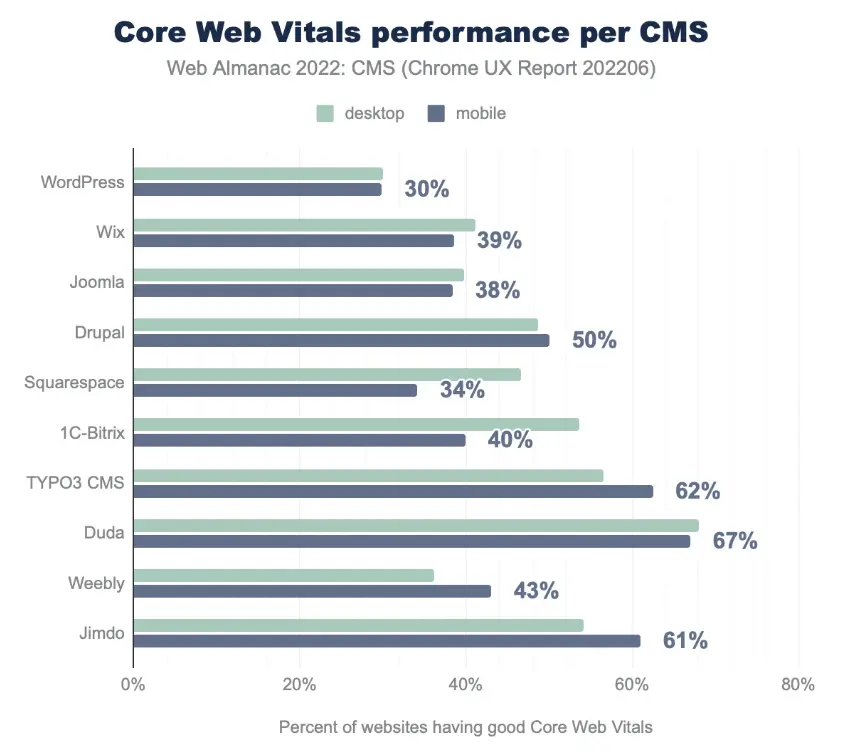 Core Web Vitals performance per CMS
Web Almanac 2022: CMS (Chrome UX Report 202206)
desktop mobile
WordPress 30%
Wix 39%
Joomla 38%
Drupal 50%
Squarespace 34%
1C-Bitrix 40%
TYPO3 CMS 62%
Duda 67%
Weebly 43%
Jimdo 61%
0% 20% 40% 60% 80%
Percent of websites having good Core Web Vitals